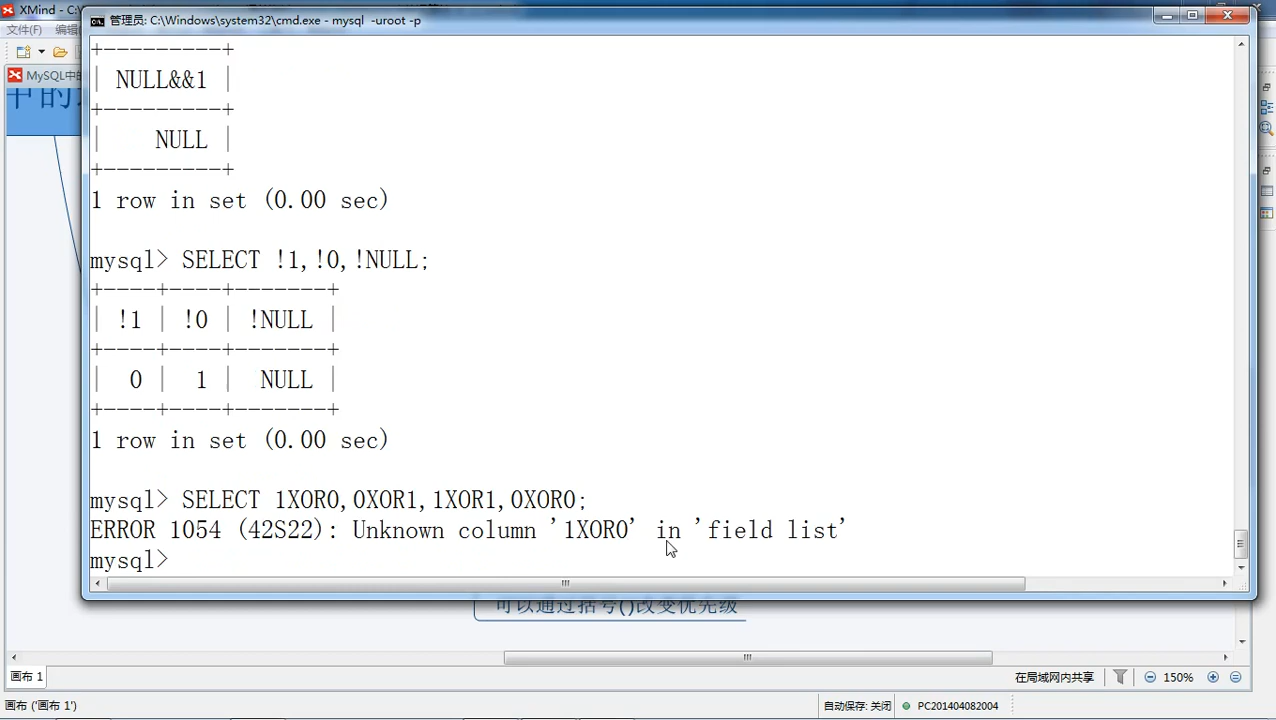 XMind - C:\
管理员: C:\Windows\system32\cmd.exe - mysql  -uroot -p
文件(F) 编辑
MySQL中的
中的
+---------+
| NULL&&1 |
+---------+
|    NULL |
+---------+
1 row in set (0.00 sec)
mysql> SELECT !1,!0,!NULL;
+----+----+-------+
| !1 | !0 | !NULL |
+----+----+-------+
|  0 |  1 |  NULL |
+----+----+-------+
1 row in set (0.00 sec)
mysql> SELECT 1XOR0,0XOR1,1XOR1,0XOR0;
ERROR 1054 (42S22): Unknown column '1XOR0' in 'field list'
mysql>
可以通过括号()改变优先级
画布 1
在局域网内共享
150%
画布 ('画布 1')
自动保存: 关闭
PC201404082004